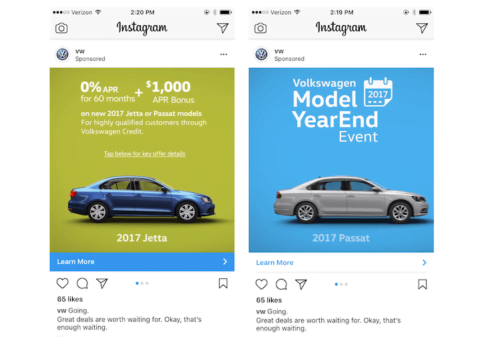 Verizon 2:20 PM
Instagram
vw
Sponsored
0% APR
for 60 months
+
$1,000
APR Bonus
on new 2017 Jetta or Passat models
For highly qualified customers through
Volkswagen Credit.
Tap below for key offer details
2017 Jetta
Learn More
65 likes
vw Going.
Great deals are worth waiting for. Okay, that's
enough waiting.
Verizon 2:19 PM
Instagram
vw
Sponsored
Volkswagen
Model
2017
YearEnd
Event
2017 Passat
Learn More
65 likes
vw Going.
Great deals are worth waiting for. Okay, that's
enough waiting.